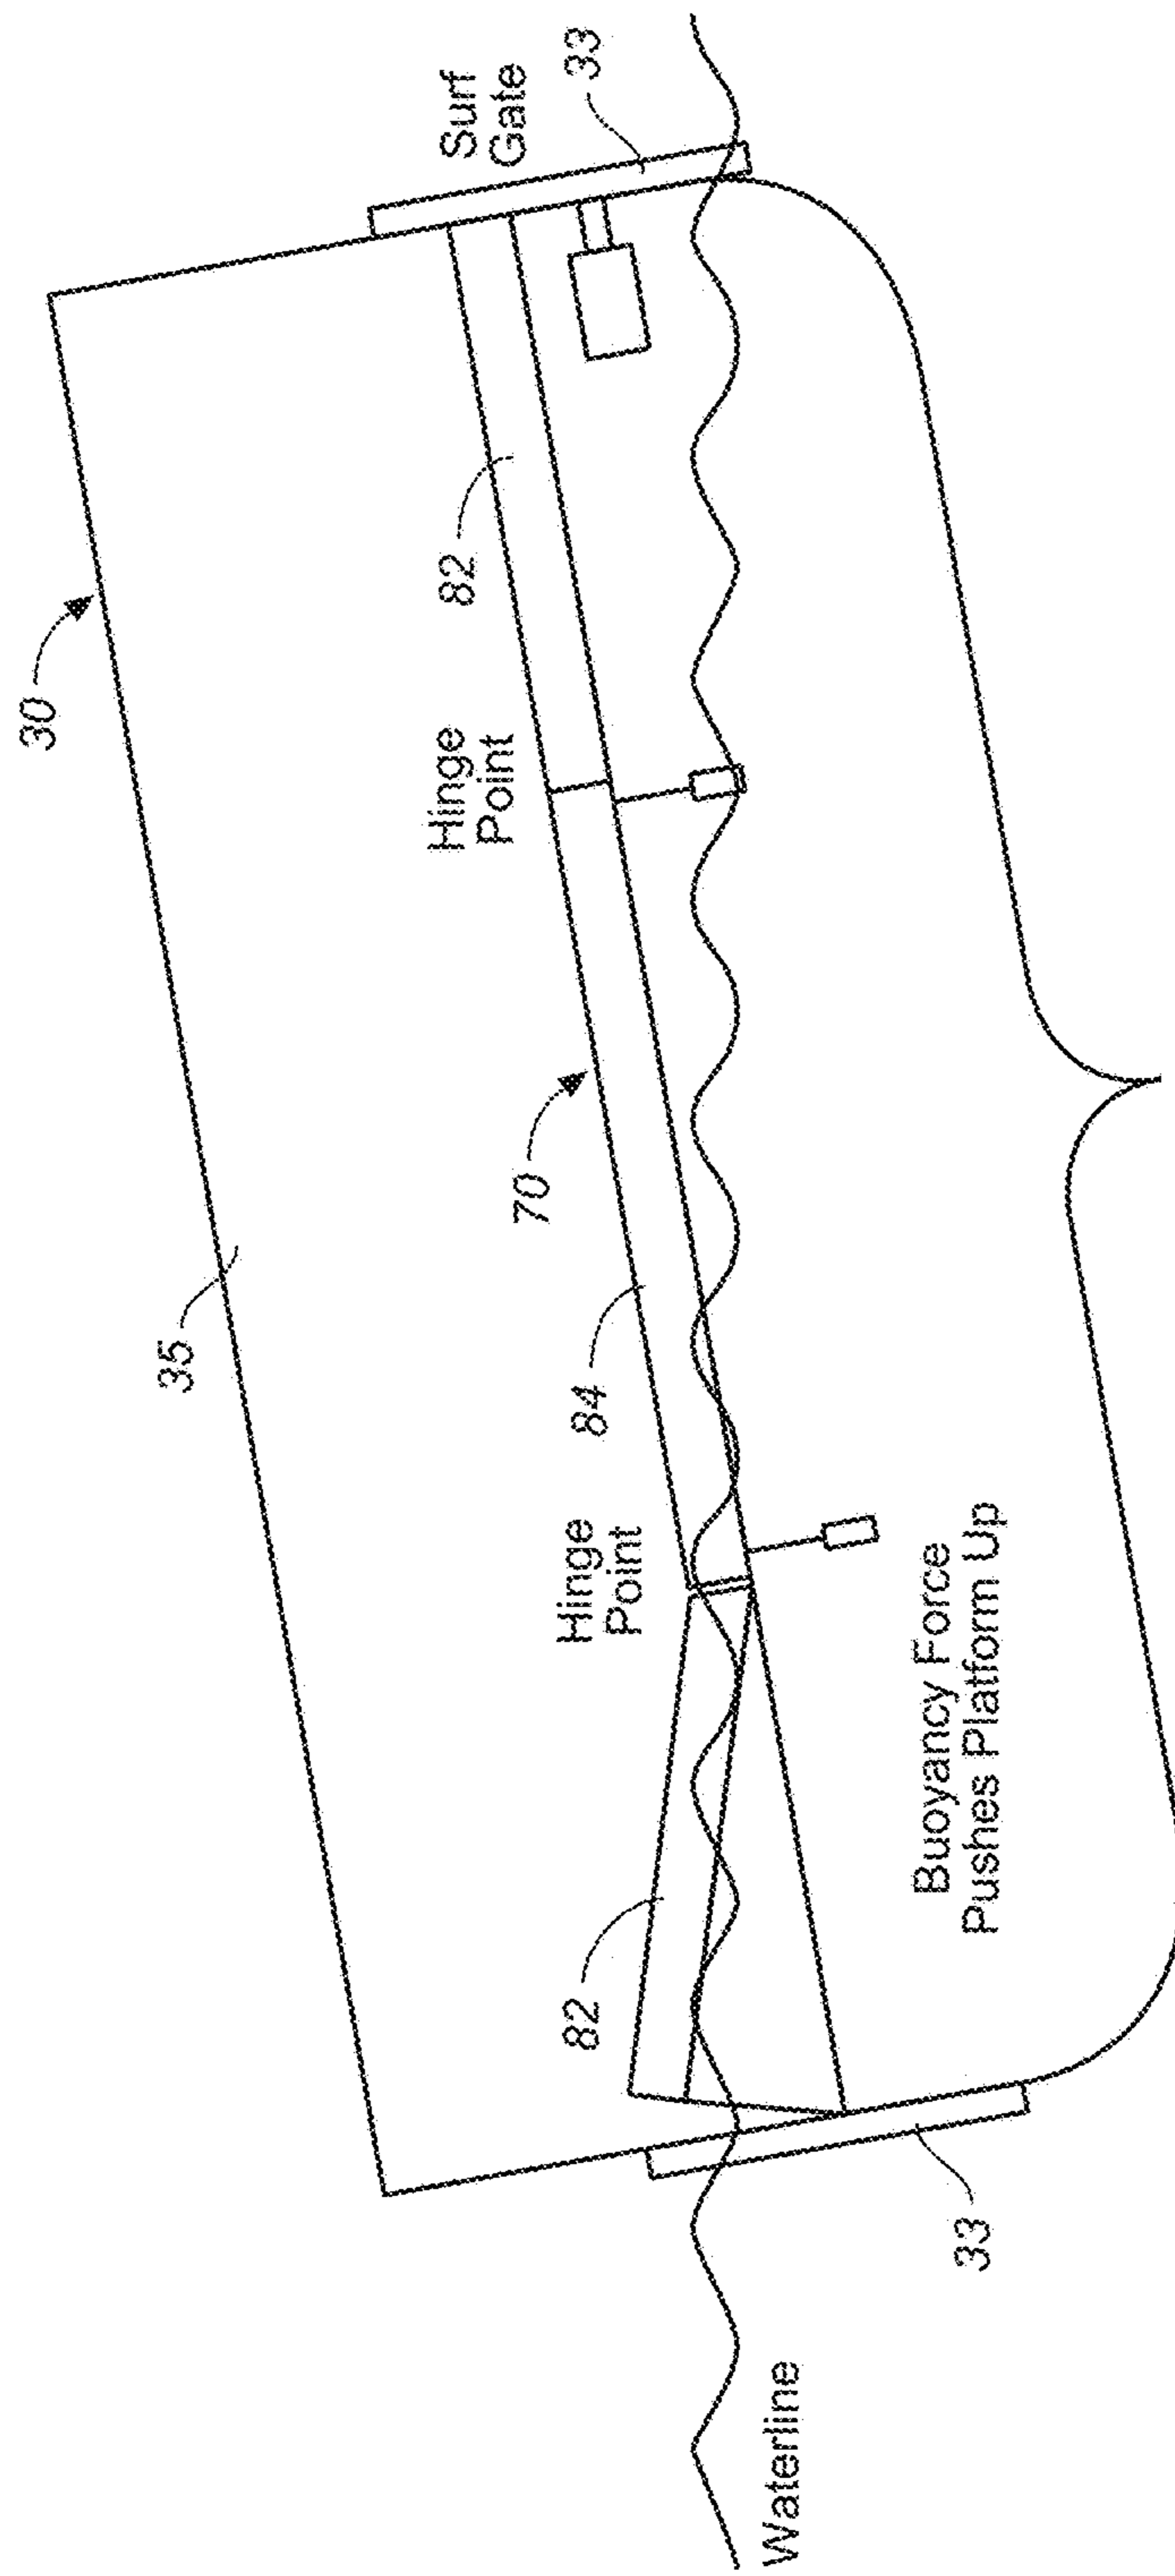 30
35
Surf
Gate
33
Hinge
Point
82
70
84
Hinge
Point
82
Buoyancy Force
Pushes Platform Up
33
Waterline